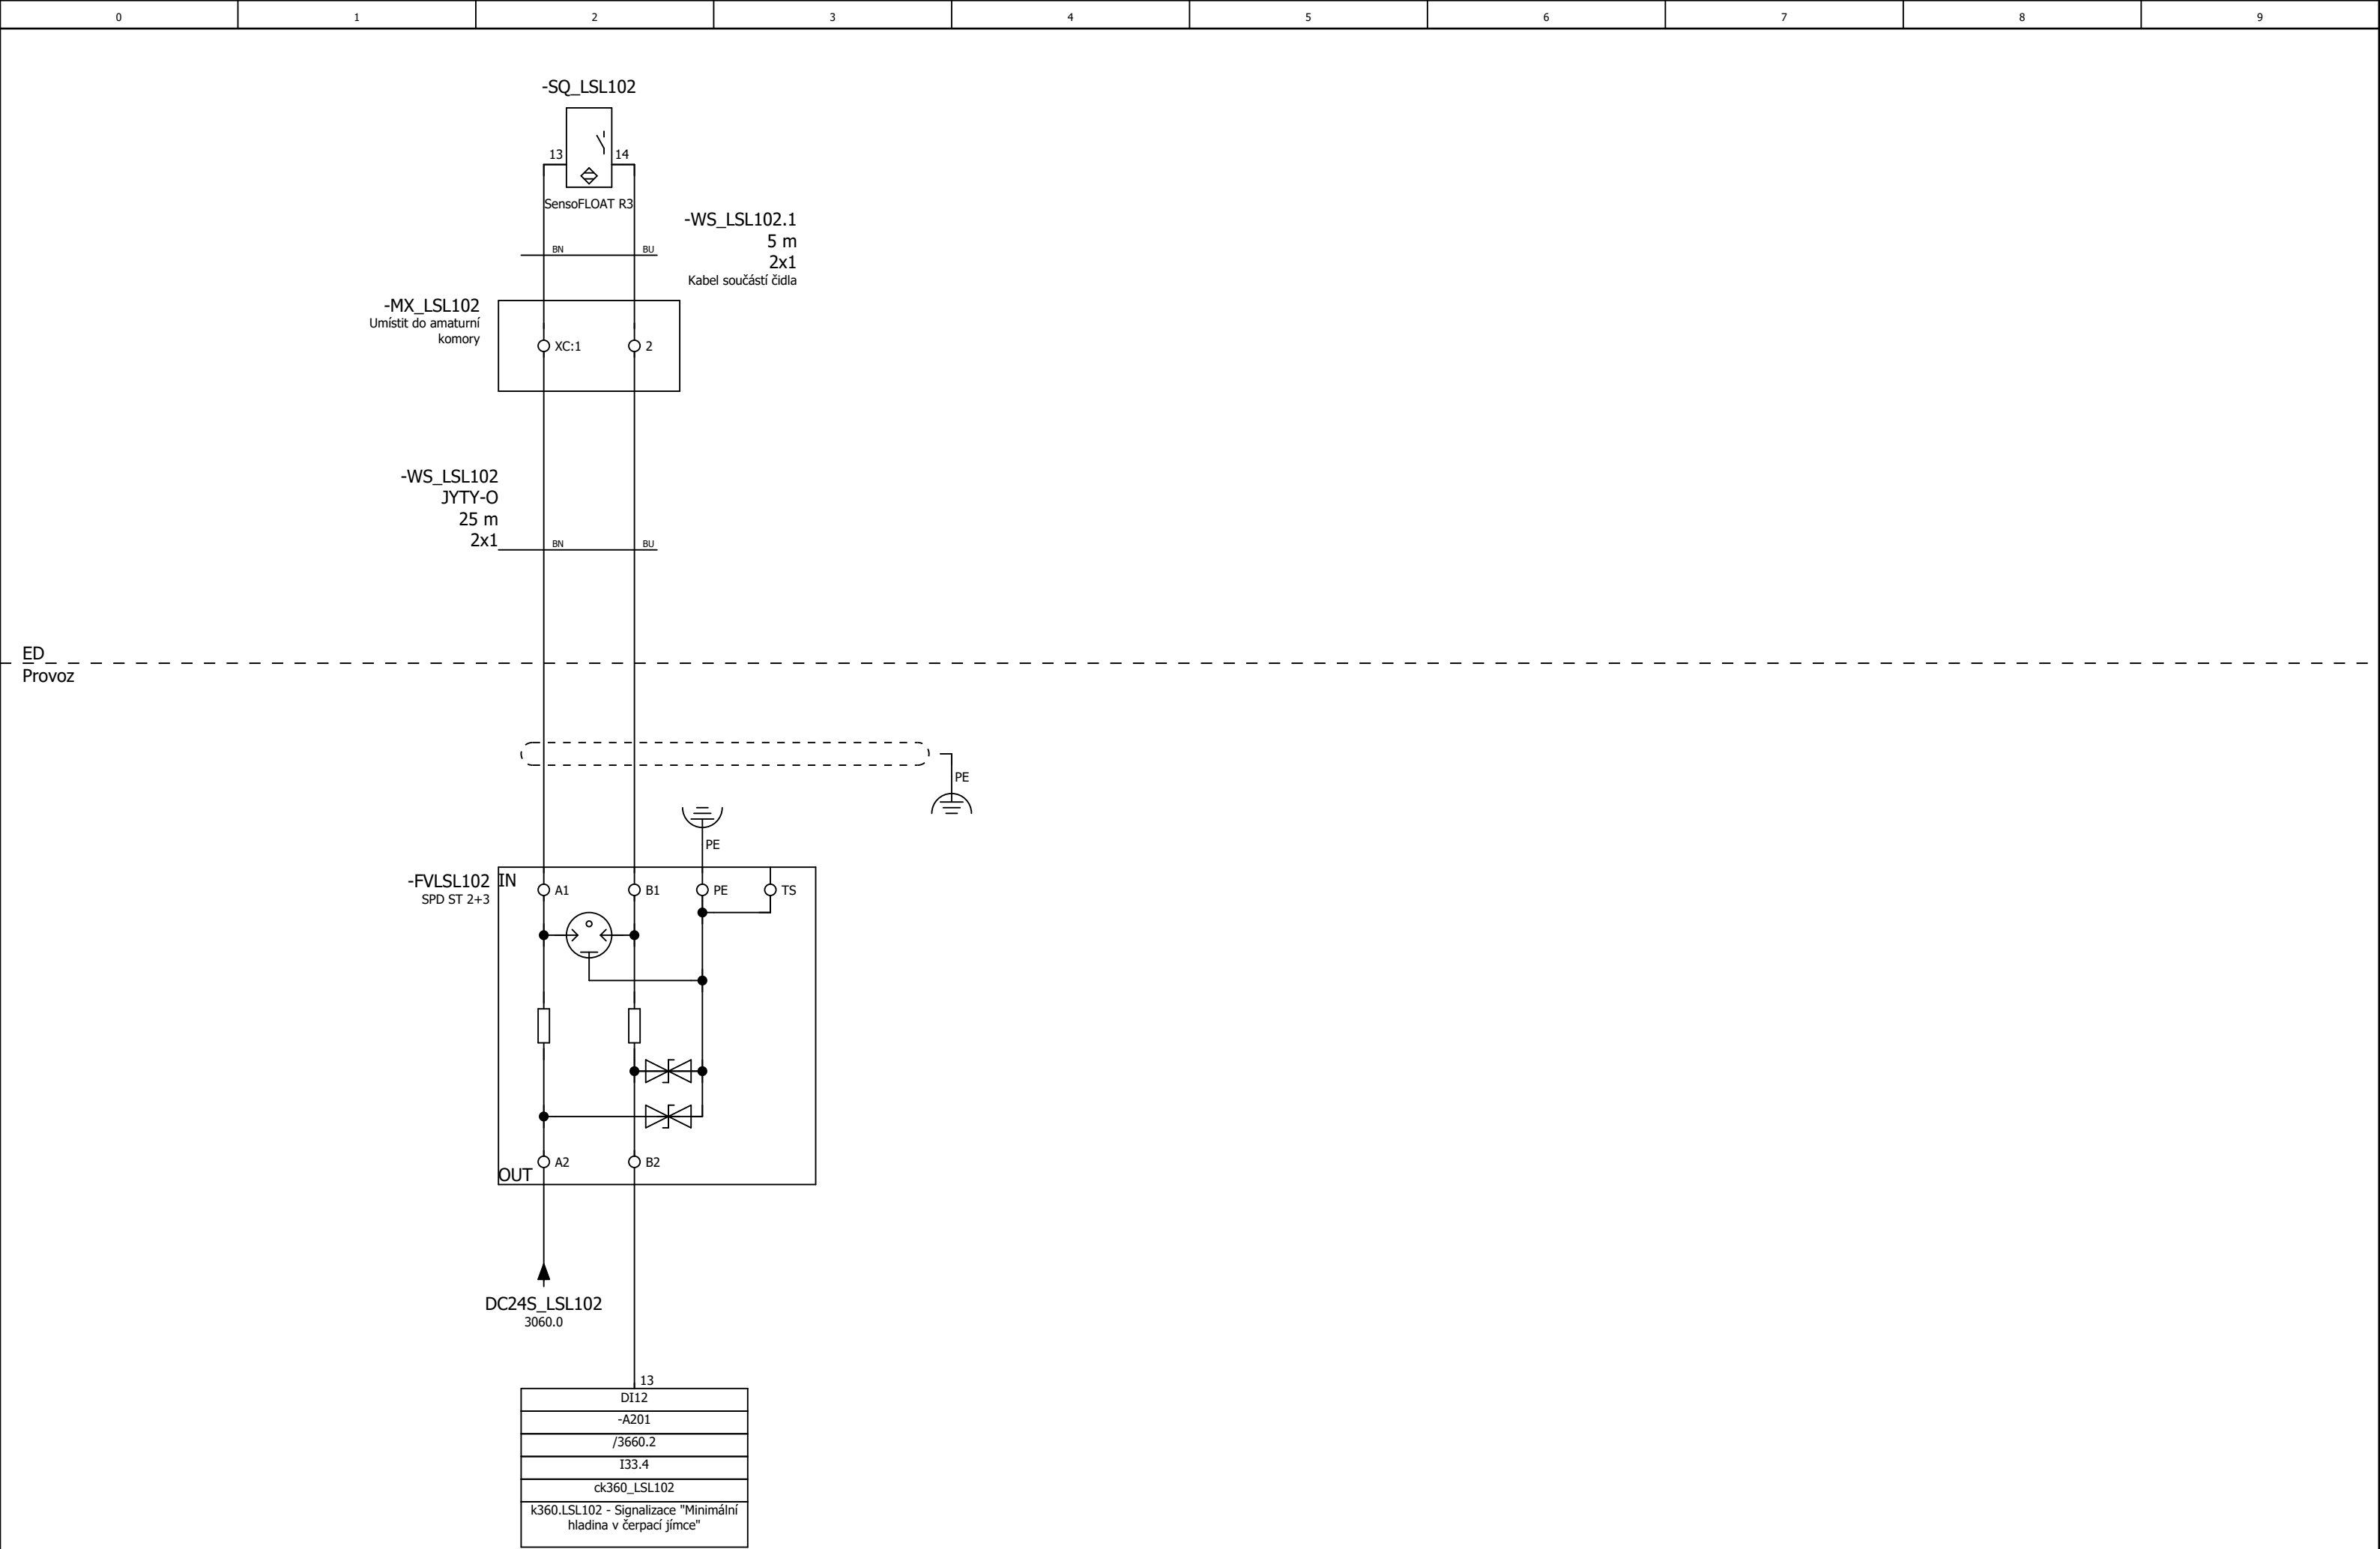 0 1 2 3 4 5 6 7 8 9
-SQ_LSL102
13 14
SensoFLOAT R3
-WS_LSL102.1
5 m
2x1
Kabel součástí čidla
BN BU
-MX_LSL102
Umístit do amaturní
komory
XC:1 2
-WS_LSL102
JYTY-O
25 m
2x1
BN BU
ED
Provoz
PE
PE
-FVLSL102
SPD ST 2+3
IN
A1 B1 PE TS
A2 B2
OUT
DC24S_LSL102
3060.0
13
DI12
-A201
/3660.2
I33.4
ck360_LSL102
k360.LSL102 - Signalizace "Minimální
hladina v čerpací jímce"